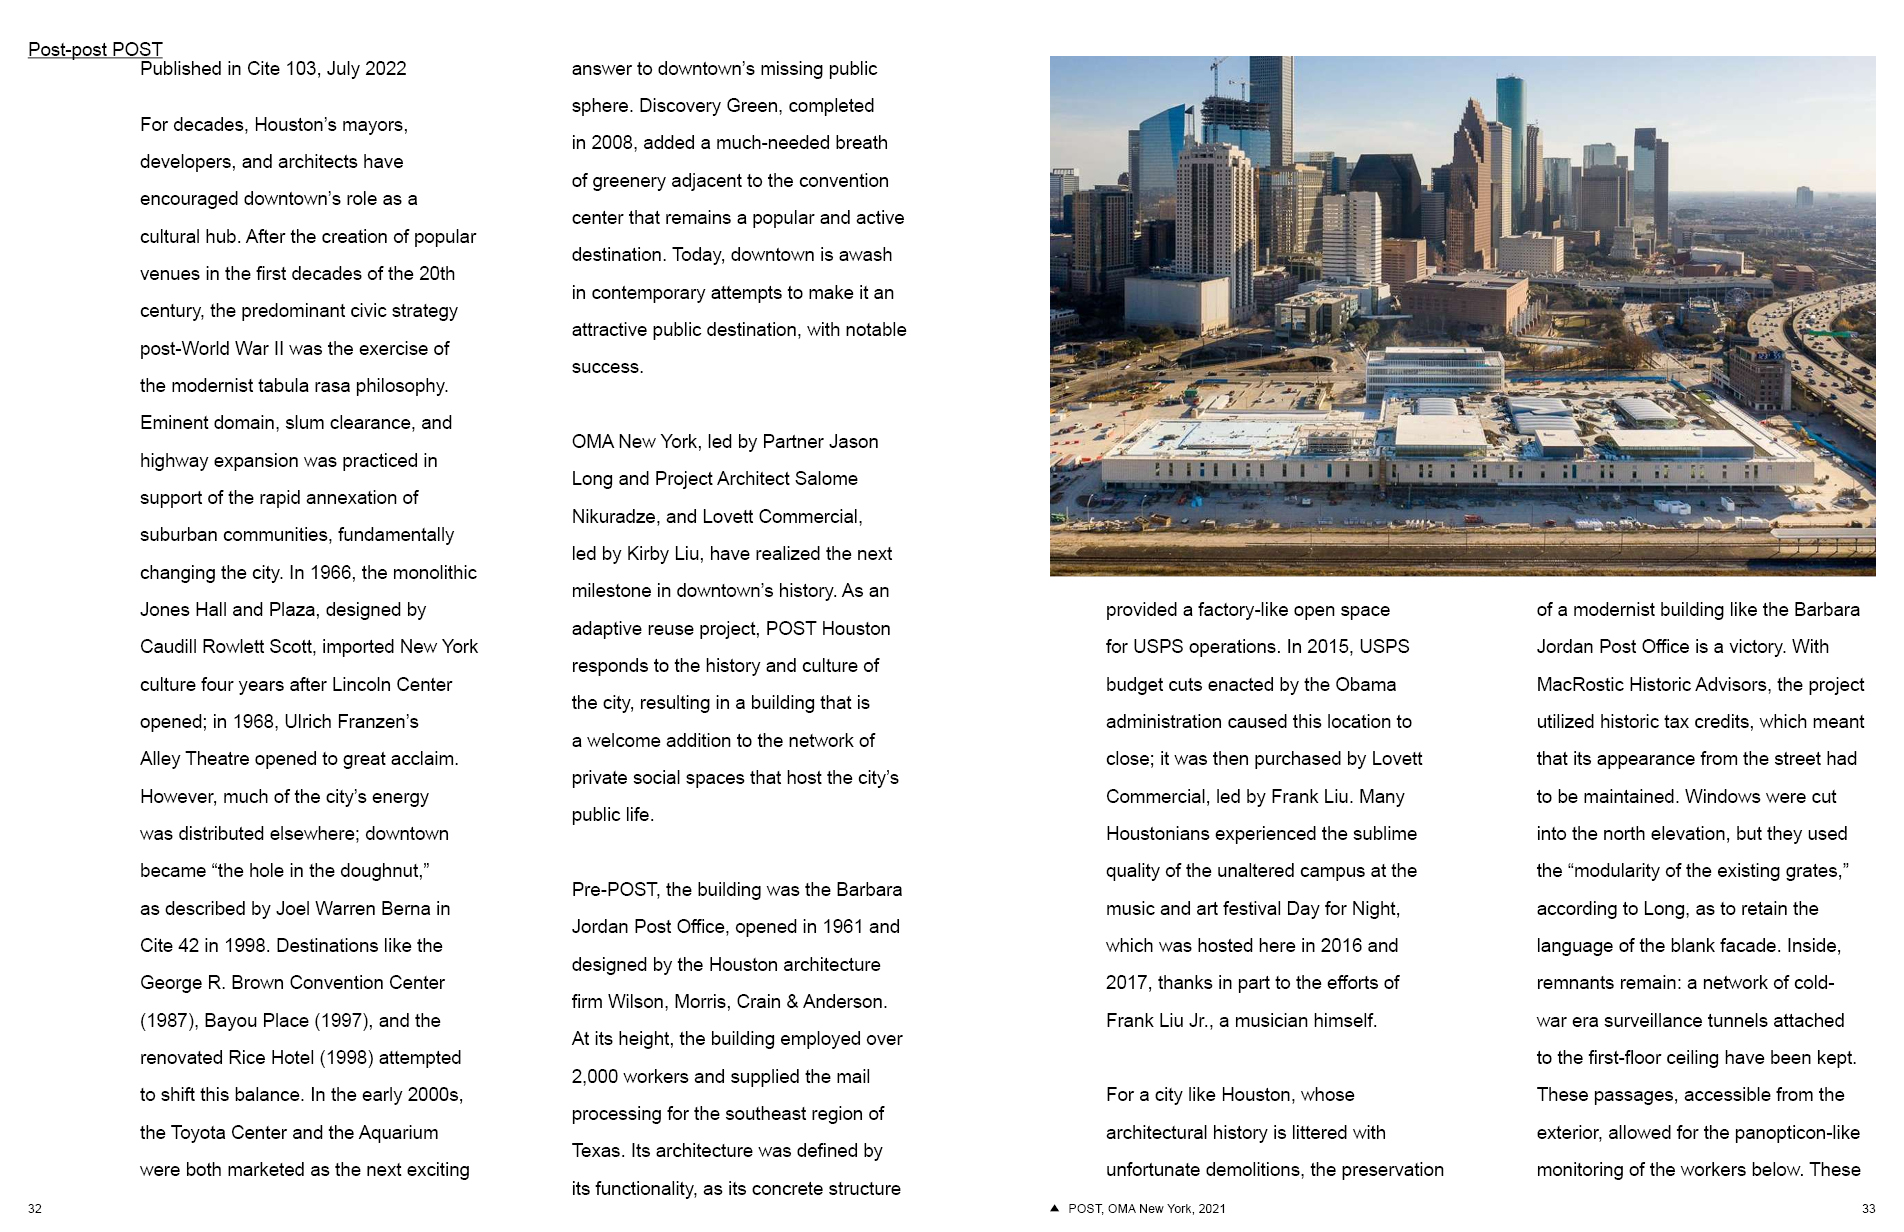 Post-post POST
Published in Cite 103, July 2022
For decades, Houston’s mayors,
developers, and architects have
encouraged downtown’s role as a
cultural hub. After the creation of popular
venues in the first decades of the 20th
century, the predominant civic strategy
post-World War II was the exercise of
the modernist tabula rasa philosophy.
Eminent domain, slum clearance, and
highway expansion was practiced in
support of the rapid annexation of
suburban communities, fundamentally
changing the city. In 1966, the monolithic
Jones Hall and Plaza, designed by
Caudill Rowlett Scott, imported New York
culture four years after Lincoln Center
opened; in 1968, Ulrich Franzen’s
Alley Theatre opened to great acclaim.
However, much of the city’s energy
was distributed elsewhere; downtown
became “the hole in the doughnut,”
as described by Joel Warren Berna in
Cite 42 in 1998. Destinations like the
George R. Brown Convention Center
(1987), Bayou Place (1997), and the
renovated Rice Hotel (1998) attempted
to shift this balance. In the early 2000s,
the Toyota Center and the Aquarium
were both marketed as the next exciting
answer to downtown’s missing public
sphere. Discovery Green, completed
in 2008, added a much-needed breath
of greenery adjacent to the convention
center that remains a popular and active
destination. Today, downtown is awash
in contemporary attempts to make it an
attractive public destination, with notable
success.
OMA New York, led by Partner Jason
Long and Project Architect Salome
Nikuradze, and Lovett Commercial,
led by Kirby Liu, have realized the next
milestone in downtown’s history. As an
adaptive reuse project, POST Houston
responds to the history and culture of
the city, resulting in a building that is
a welcome addition to the network of
private social spaces that host the city’s
public life.
Pre-POST, the building was the Barbara
Jordan Post Office, opened in 1961 and
designed by the Houston architecture
firm Wilson, Morris, Crain & Anderson.
At its height, the building employed over
2,000 workers and supplied the mail
processing for the southeast region of
Texas. Its architecture was defined by
its functionality, as its concrete structure
32
provided a factory-like open space
for USPS operations. In 2015, USPS
budget cuts enacted by the Obama
administration caused this location to
close; it was then purchased by Lovett
Commercial, led by Frank Liu. Many
Houstonians experienced the sublime
quality of the unaltered campus at the
music and art festival Day for Night,
which was hosted here in 2016 and
2017, thanks in part to the efforts of
Frank Liu Jr., a musician himself.
For a city like Houston, whose
architectural history is littered with
unfortunate demolitions, the preservation
of a modernist building like the Barbara
Jordan Post Office is a victory. With
MacRostic Historic Advisors, the project
utilized historic tax credits, which meant
that its appearance from the street had
to be maintained. Windows were cut
into the north elevation, but they used
the “modularity of the existing grates,”
according to Long, as to retain the
language of the blank facade. Inside,
remnants remain: a network of cold-
war era surveillance tunnels attached
to the first-floor ceiling have been kept.
These passages, accessible from the
exterior, allowed for the panopticon-like
monitoring of the workers below. These
▲ POST, OMA New York, 2021
33